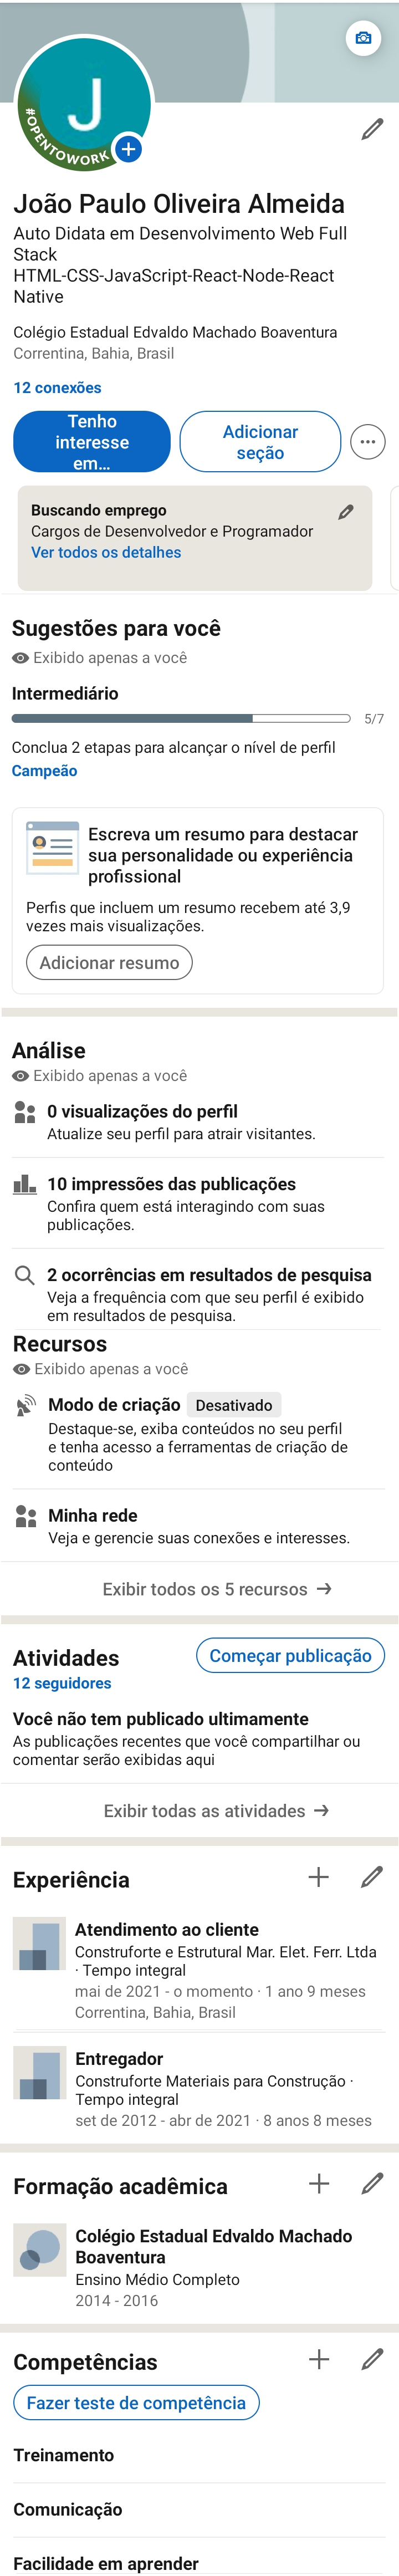 J
#OPENTOWORK
João Paulo Oliveira Almeida
Auto Didata em Desenvolvimento Web Full
Stack
HTML-CSS-JavaScript-React-Node-React
Native
Colégio Estadual Edvaldo Machado Boaventura
Correntina, Bahia, Brasil
12 conexões
Tenho
interesse
em...
Adicionar
seção
Buscando emprego
Cargos de Desenvolvedor e Programador
Ver todos os detalhes
Sugestões para você
Exibido apenas a você
Intermediário
5/7
Conclua 2 etapas para alcançar o nível de perfil
Campeão
Escreva um resumo para destacar
sua personalidade ou experiência
profissional
Perfis que incluem um resumo recebem até 3,9
vezes mais visualizações.
Adicionar resumo
Análise
Exibido apenas a você
0 visualizações do perfil
Atualize seu perfil para atrair visitantes.
10 impressões das publicações
Confira quem está interagindo com suas
publicações.
2 ocorrências em resultados de pesquisa
Veja a frequência com que seu perfil é exibido
em resultados de pesquisa.
Recursos
Exibido apenas a você
Modo de criação Desativado
Destaque-se, exiba conteúdos no seu perfil
e tenha acesso a ferramentas de criação de
conteúdo
Minha rede
Veja e gerencie suas conexões e interesses.
Exibir todos os 5 recursos →
Atividades
Começar publicação
12 seguidores
Você não tem publicado ultimamente
As publicações recentes que você compartilhar ou
comentar serão exibidas aqui
Exibir todas as atividades →
Experiência
Atendimento ao cliente
Construforte e Estrutural Mar. Elet. Ferr. Ltda
· Tempo integral
mai de 2021 - o momento · 1 ano 9 meses
Correntina, Bahia, Brasil
Entregador
Construforte Materiais para Construção ·
Tempo integral
set de 2012 - abr de 2021 · 8 anos 8 meses
Formação acadêmica
Colégio Estadual Edvaldo Machado
Boaventura
Ensino Médio Completo
2014 - 2016
Competências
Fazer teste de competência
Treinamento
Comunicação
Facilidade em aprender